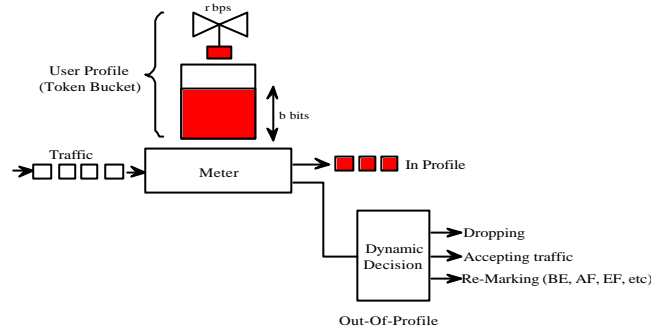 r bps
User Profile
(Token Bucket)
b bits
Traffic
Meter
In Profile
Dynamic
Decision
Dropping
Accepting traffic
Re-Marking (BE, AF, EF, etc)
Out-Of-Profile